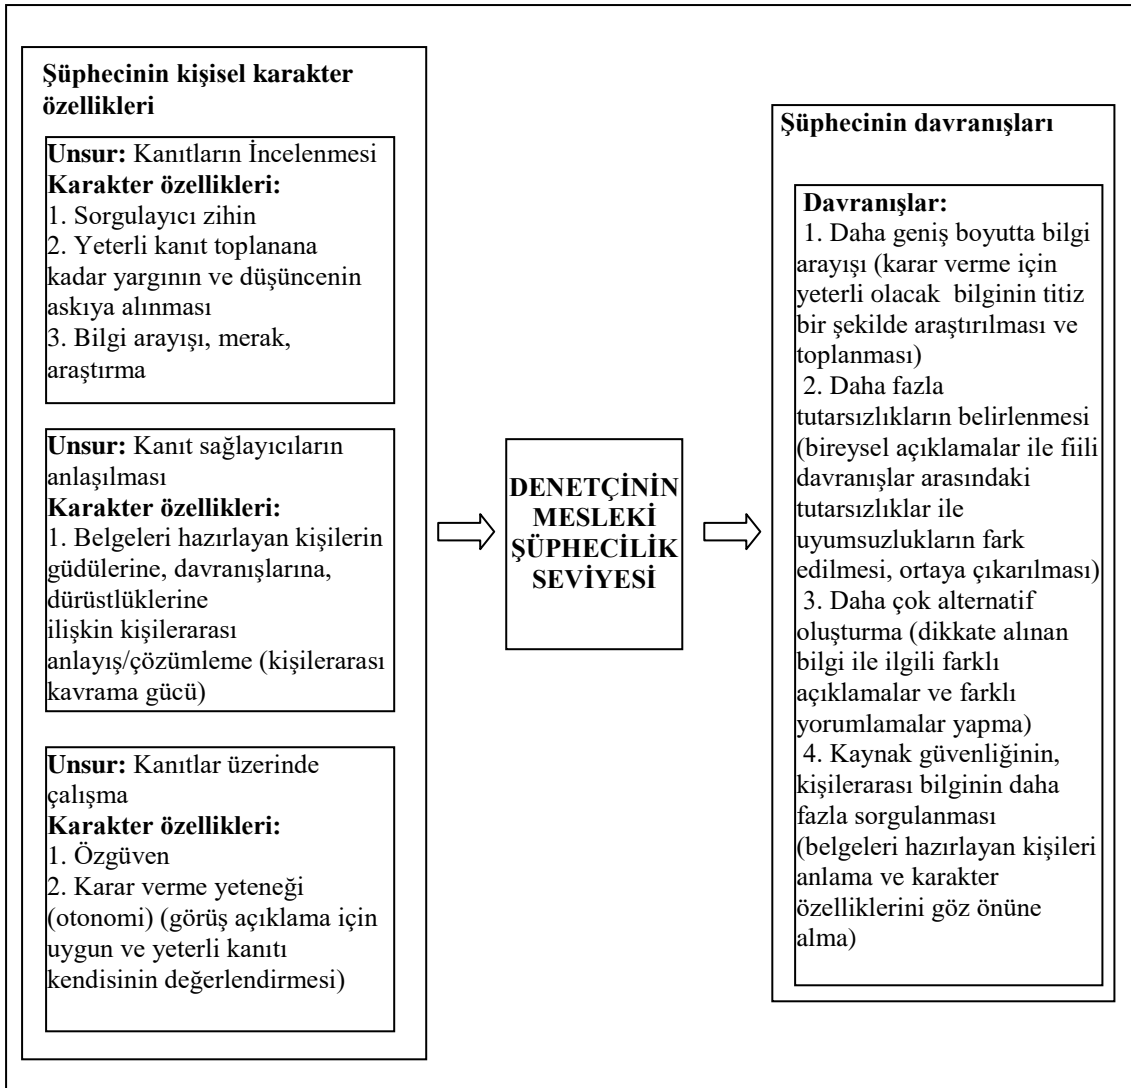 Şüphecinin kişisel karakter
özellikleri
Unsur: Kanıtların İncelenmesi
Karakter özellikleri:
1. Sorgulayıcı zihin
2. Yeterli kanıt toplanana
kadar yargının ve düşüncenin
askıya alınması
3. Bilgi arayışı, merak,
araştırma
Unsur: Kanıt sağlayıcıların
anlaşılması
Karakter özellikleri:
1. Belgeleri hazırlayan kişilerin
güdülerine, davranışlarına,
dürüstlüklerine
ilişkin kişilerarası
anlayış/çözümleme (kişilerarası
kavrama gücü)
Unsur: Kanıtlar üzerinde
çalışma
Karakter özellikleri:
1. Özgüven
2. Karar verme yeteneği
(otonomi) (görüş açıklama için
uygun ve yeterli kanıtı
kendisinin değerlendirmesi)
DENETÇİNİN
MESLEKİ
ŞÜPHECİLİK
SEVİYESİ
Şüphecinin davranışları
Davranışlar:
1. Daha geniş boyutta bilgi
arayışı (karar verme için
yeterli olacak bilginin titiz
bir şekilde araştırılması ve
toplanması)
2. Daha fazla
tutarsızlıkların belirlenmesi
(bireysel açıklamalar ile fiili
davranışlar arasındaki
tutarsızlıklar ile
uyumsuzlukların fark
edilmesi, ortaya çıkarılması)
3. Daha çok alternatif
oluşturma (dikkate alınan
bilgi ile ilgili farklı
açıklamalar ve farklı
yorumlamalar yapma)
4. Kaynak güvenliğinin,
kişilerarası bilginin daha
fazla sorgulanması
(belgeleri hazırlayan kişileri
anlama ve karakter
özelliklerini göz önüne
alma)